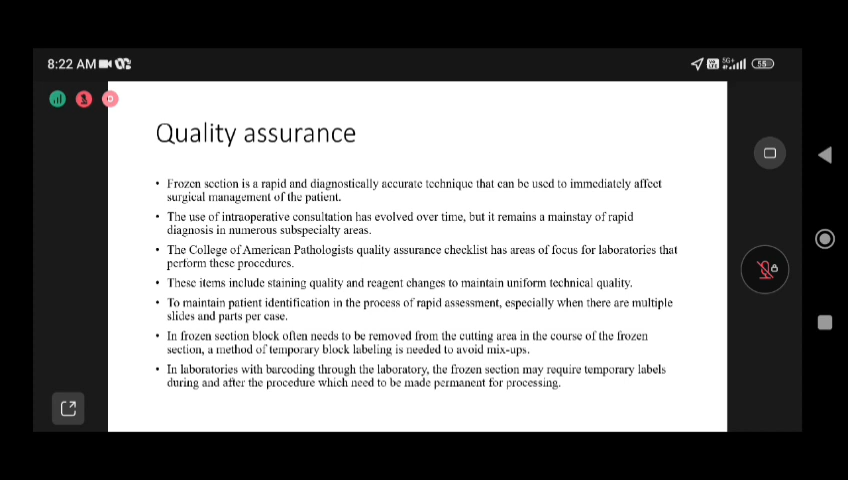 8:22 AM
5G+
55
Quality assurance
• Frozen section is a rapid and diagnostically accurate technique that can be used to immediately affect
surgical management of the patient.
• The use of intraoperative consultation has evolved over time, but it remains a mainstay of rapid
diagnosis in numerous subspecialty areas.
• The College of American Pathologists quality assurance checklist has areas of focus for laboratories that
perform these procedures.
• These items include staining quality and reagent changes to maintain uniform technical quality.
• To maintain patient identification in the process of rapid assessment, especially when there are multiple
slides and parts per case.
• In frozen section block often needs to be removed from the cutting area in the course of the frozen
section, a method of temporary block labeling is needed to avoid mix-ups.
• In laboratories with barcoding through the laboratory, the frozen section may require temporary labels
during and after the procedure which need to be made permanent for processing.